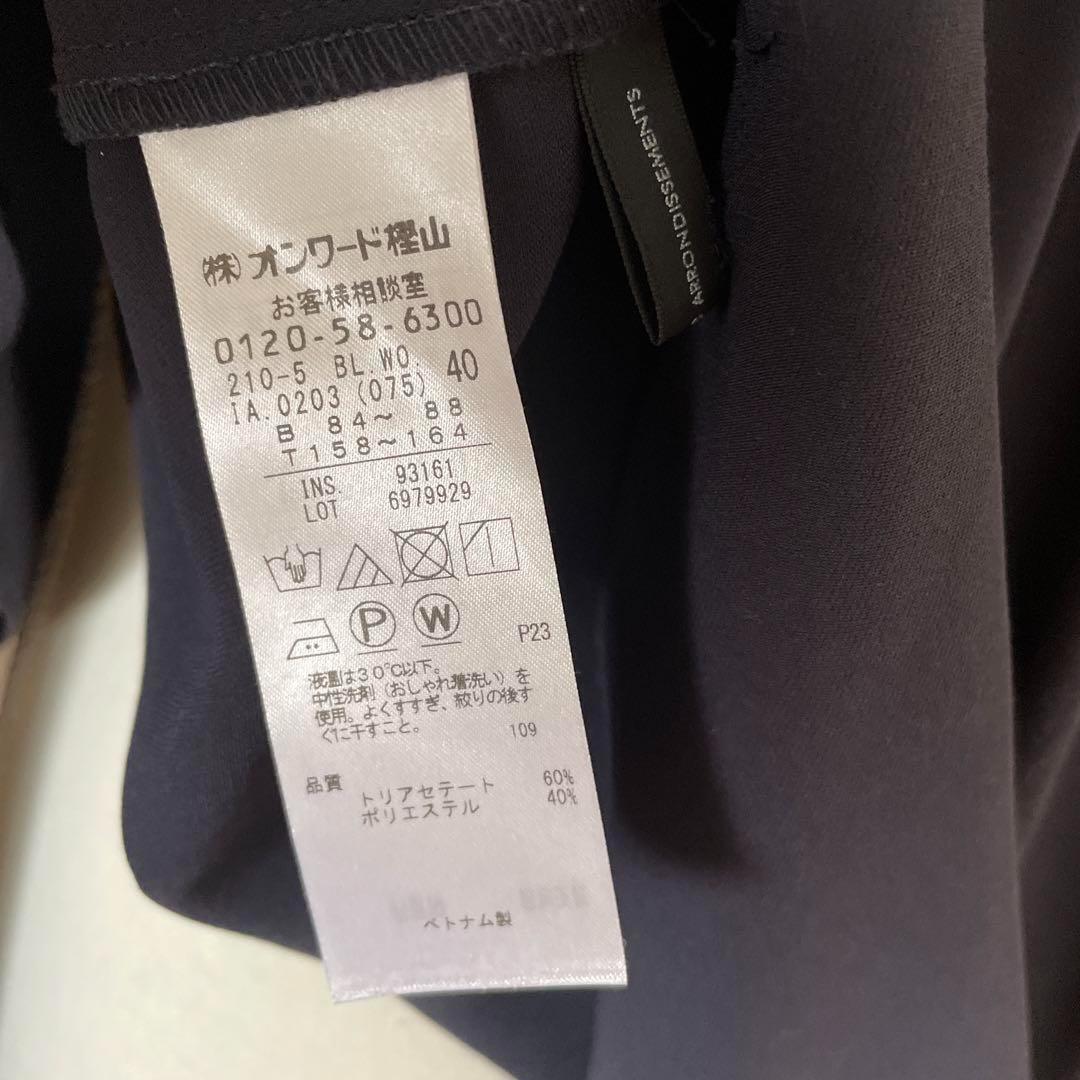 ㈱オンワード樫山
お客様相談室
0120-58-6300
210-5 BL.WO. 40
IA.0203 (075)
B 84～ 88
T 158～164
INS. 93161
LOT 6979929
P W P23
液温は30℃以下。
中性洗剤(おしゃれ着洗い)を
使用。よくすすぎ、絞りの後す
ぐに干すこと。 109
品質 トリアセテート 60%
ポリエステル 40%
ベトナム製
ARRONDISSEMENTS